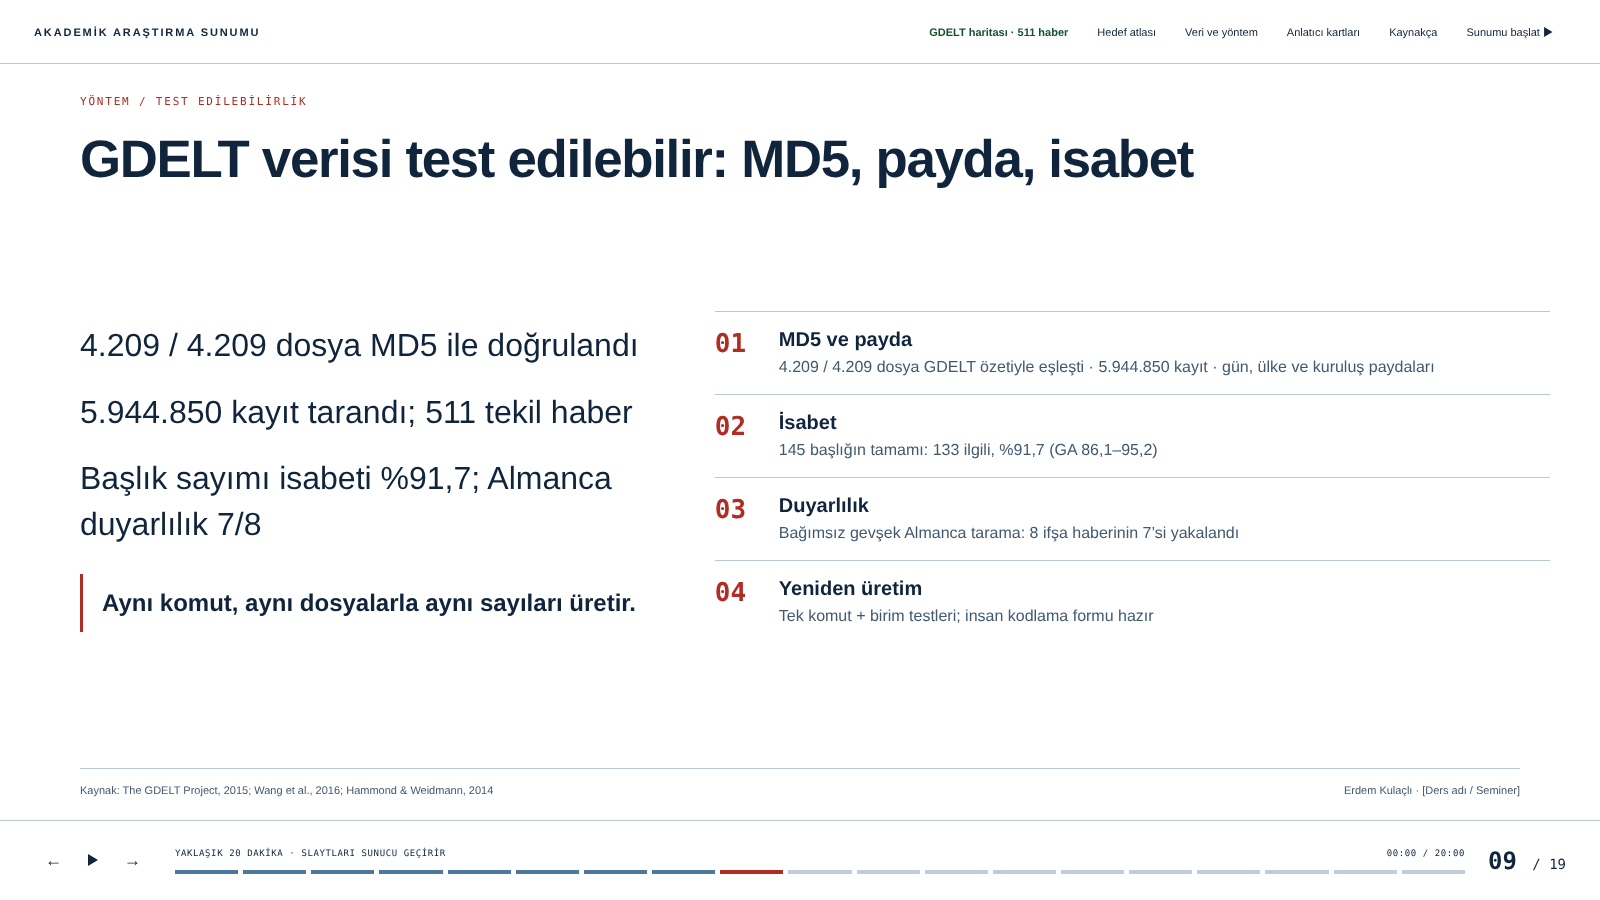 AKADEMİK ARAŞTIRMA SUNUMU
GDELT haritası · 511 haber
Hedef atlası
Veri ve yöntem
Anlatıcı kartları
Kaynakça
Sunumu başlat ▶
YÖNTEM / TEST EDİLEBİLİRLİK
GDELT verisi test edilebilir: MD5, payda, isabet
4.209 / 4.209 dosya MD5 ile doğrulandı
5.944.850 kayıt tarandı; 511 tekil haber
Başlık sayımı isabeti %91,7; Almanca
duyarlılık 7/8
Aynı komut, aynı dosyalarla aynı sayıları üretir.
01
MD5 ve payda
4.209 / 4.209 dosya GDELT özetiyle eşleşti · 5.944.850 kayıt · gün, ülke ve kuruluş paydaları
02
İsabet
145 başlığın tamamı: 133 ilgili, %91,7 (GA 86,1–95,2)
03
Duyarlılık
Bağımsız gevşek Almanca tarama: 8 ifşa haberinin 7’si yakalandı
04
Yeniden üretim
Tek komut + birim testleri; insan kodlama formu hazır
Kaynak: The GDELT Project, 2015; Wang et al., 2016; Hammond & Weidmann, 2014
Erdem Kulaçlı · [Ders adı / Seminer]
← ▶ →
YAKLAŞIK 20 DAKİKA · SLAYTLARI SUNUCU GEÇİRİR
00:00 / 20:00
09 / 19